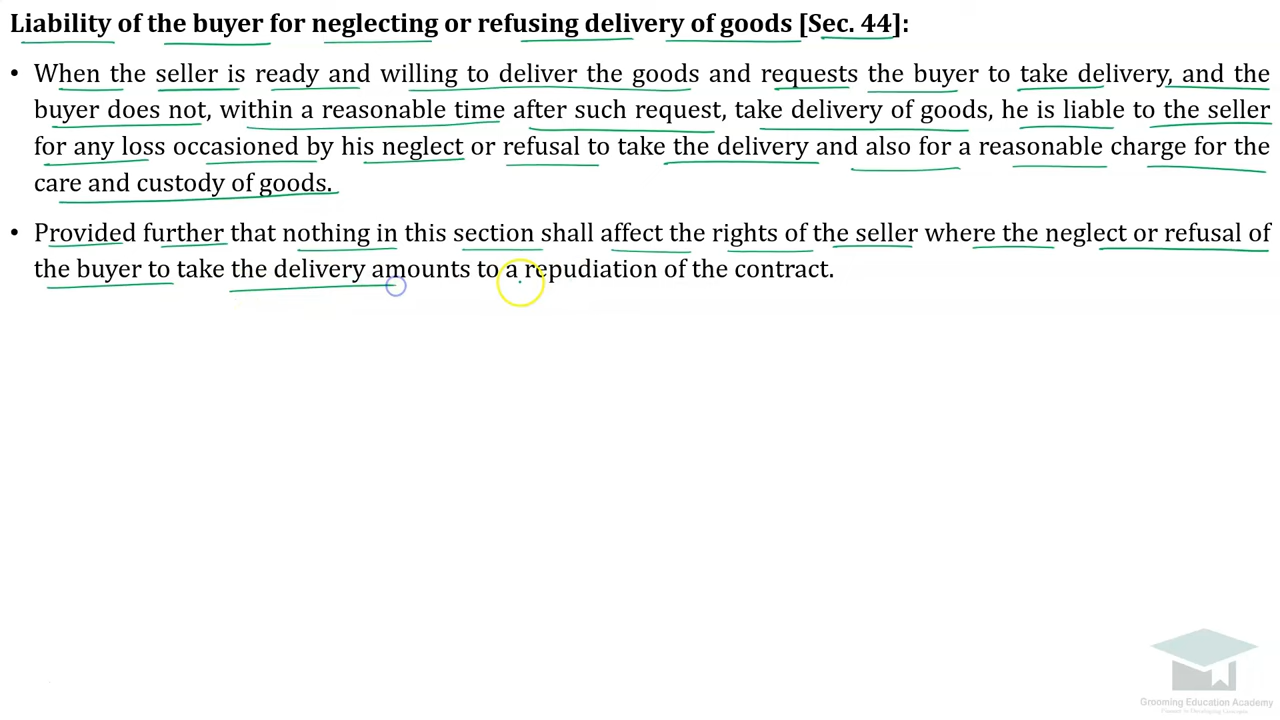 Liability of the buyer for neglecting or refusing delivery of goods [Sec. 44]:
• When the seller is ready and willing to deliver the goods and requests the buyer to take delivery, and the
buyer does not, within a reasonable time after such request, take delivery of goods, he is liable to the seller
for any loss occasioned by his neglect or refusal to take the delivery and also for a reasonable charge for the
care and custody of goods.
• Provided further that nothing in this section shall affect the rights of the seller where the neglect or refusal of
the buyer to take the delivery amounts to a repudiation of the contract.
Grooming Education Academy